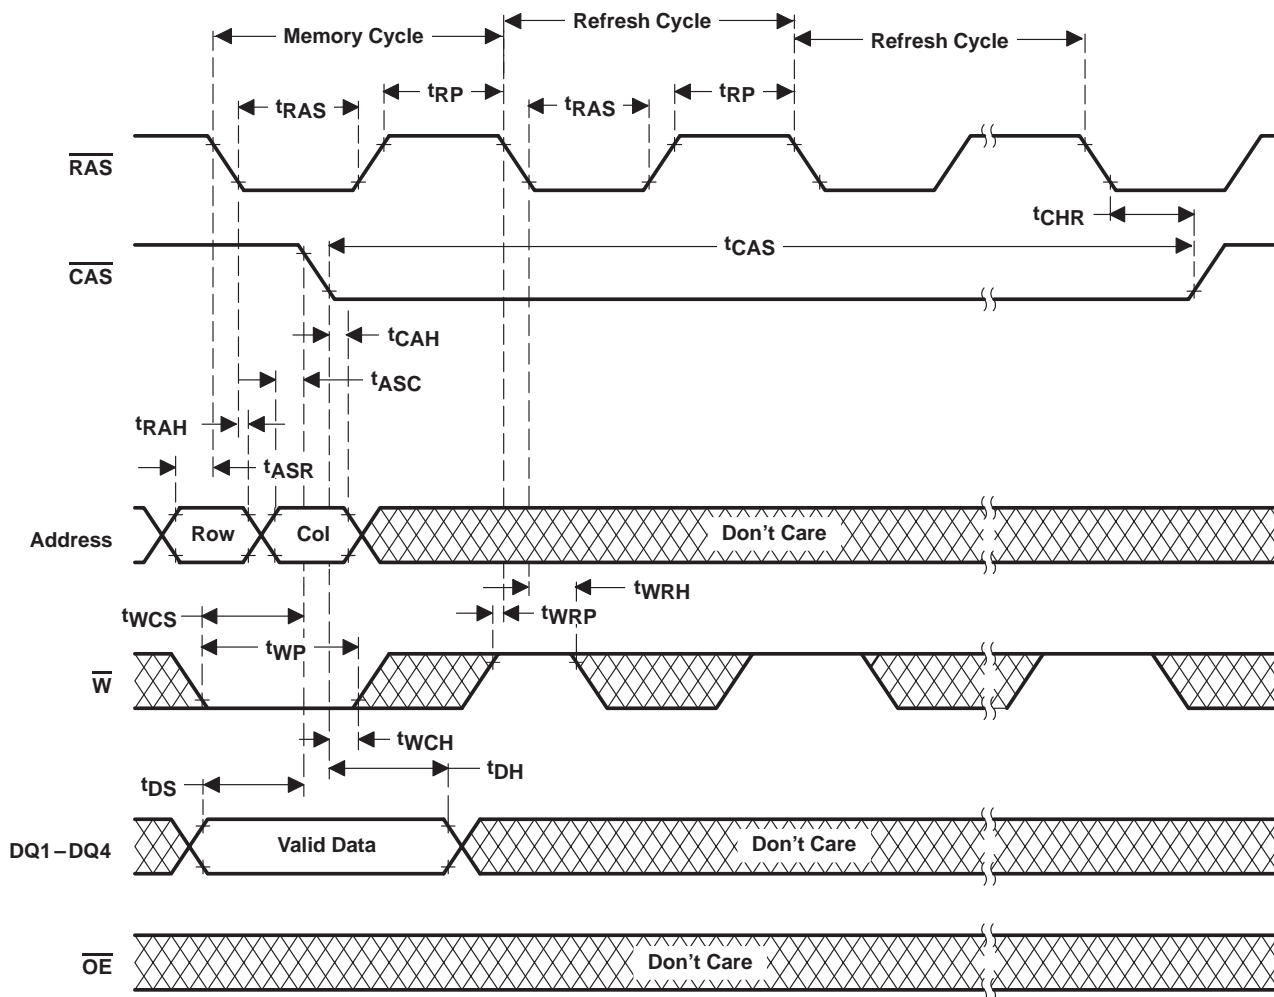 Memory Cycle
Refresh Cycle
Refresh Cycle
tRAS
tRP
tRAS
tRP
RAS
tCHR
tCAS
CAS
tCAH
tASC
tRAH
tASR
Address
Row
Col
Don't Care
tWRH
tWCS
tWRP
tWP
W
tWCH
tDH
tDS
DQ1–DQ4
Valid Data
Don't Care
OE
Don't Care